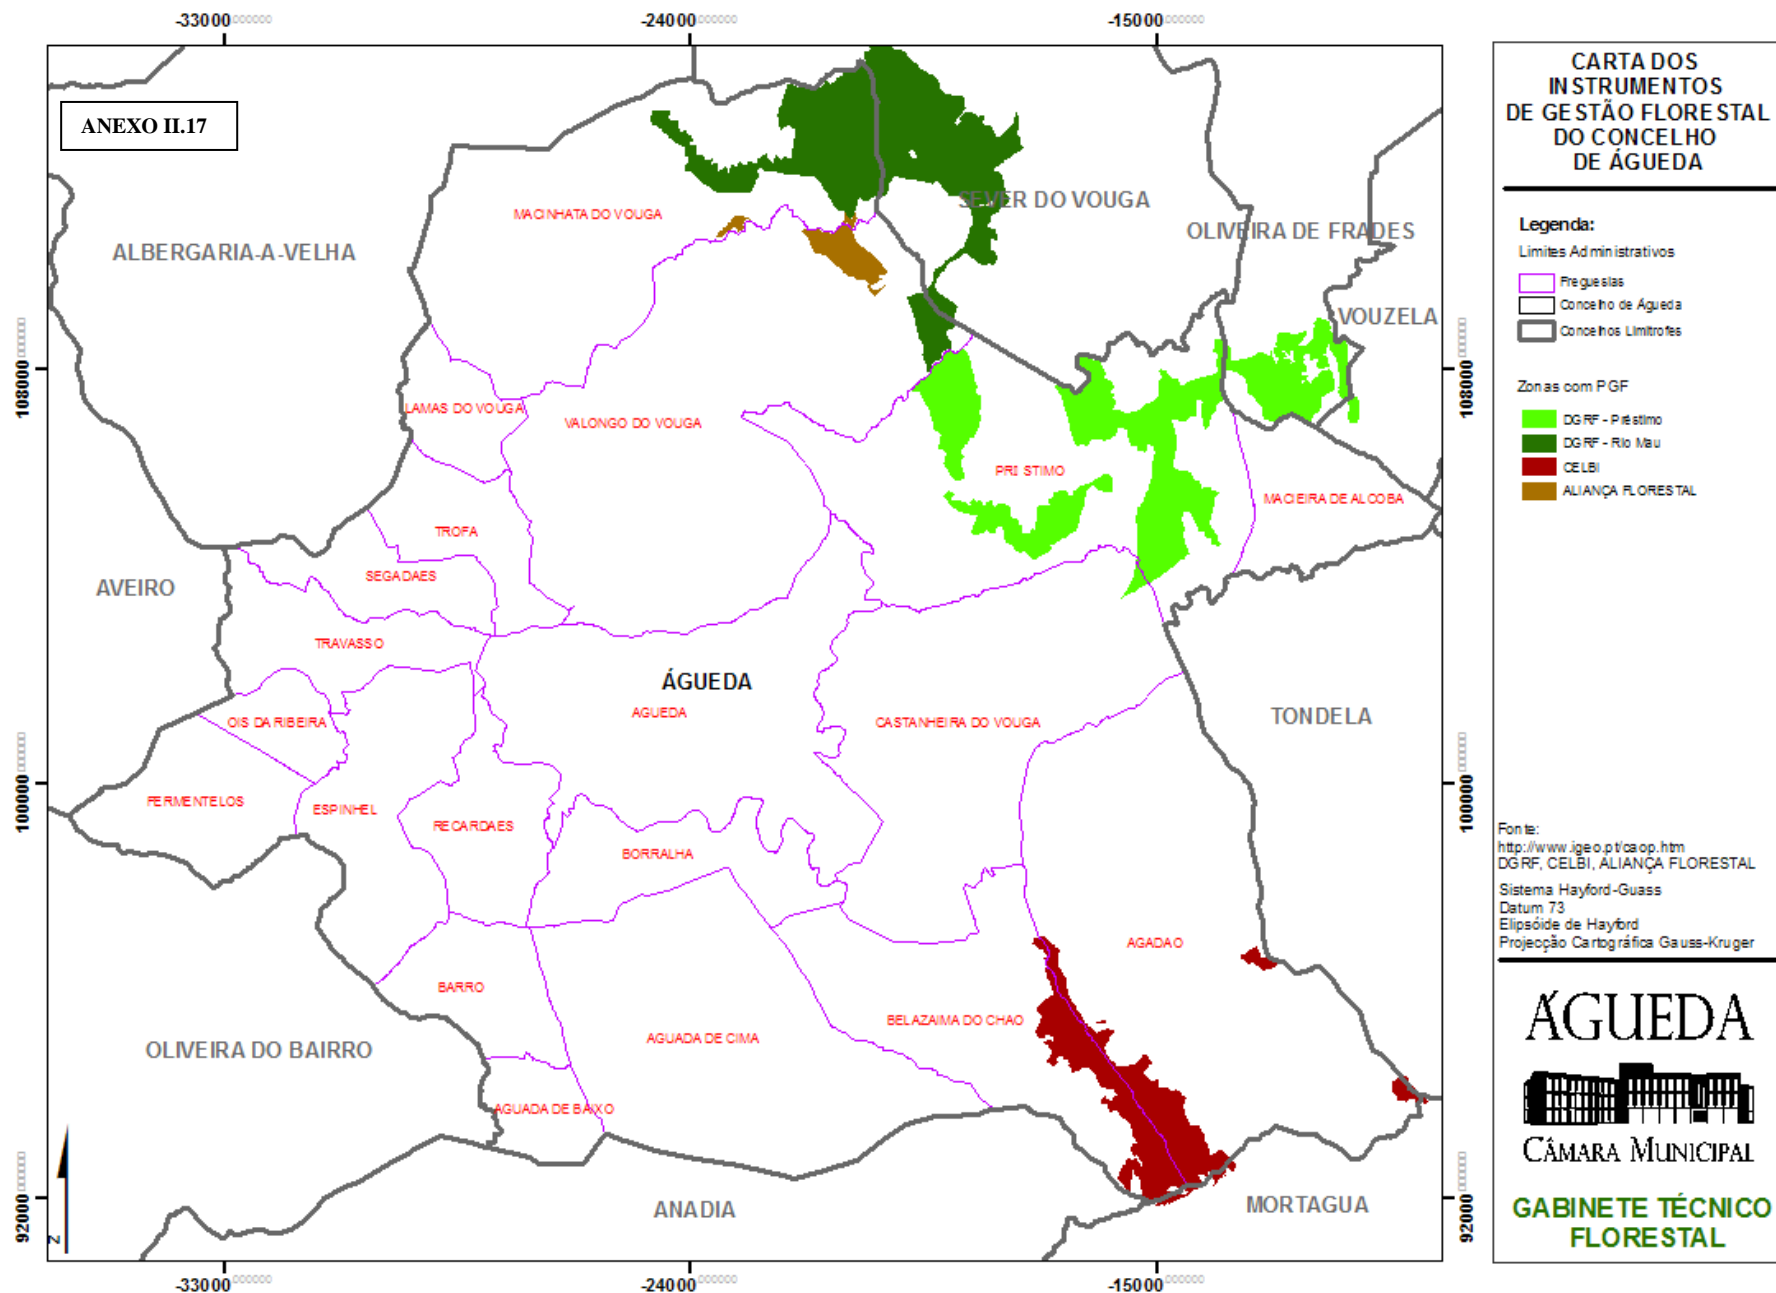 -33000
-24000
-15000
ANEXO II.17
CARTA DOS
INSTRUMENTOS
DE GESTÃO FLORESTAL
DO CONCELHO
DE ÁGUEDA
Legenda:
Limites Administrativos
Freguesias
Concelho de Águeda
Concelhos Limítrofes
Zonas com PGF
DGRF - Préstimo
DGRF - Rio Mau
CELBI
ALIANÇA FLORESTAL
MACINHATA DO VOUGA
SEVER DO VOUGA
ALBERGARIA-A-VELHA
OLIVEIRA DE FRADES
VOUZELA
108000
108000
LAMAS DO VOUGA
VALONGO DO VOUGA
PRISTIMO
MACIEIRA DE ALCOBA
TROFA
SEGADAES
AVEIRO
TRAVASSO
ÁGUEDA
AGUEDA
OIS DA RIBEIRA
CASTANHEIRA DO VOUGA
TONDELA
100000
100000
FERMENTELOS
ESPINHEL
RECARDAES
BORRALHA
AGADAO
BARRO
BELAZAIMA DO CHAO
AGUADA DE CIMA
OLIVEIRA DO BAIRRO
AGUADA DE BAIXO
92000
92000
ANADIA
MORTAGUA
Z
Fonte:
http://www.igeo.pt/caop.htm
DGRF, CELBI, ALIANÇA FLORESTAL
Sistema Hayford-Guass
Datum 73
Elipsóide de Hayford
Projecção Cartográfica Gauss-Kruger
ÁGUEDA
CÂMARA MUNICIPAL
GABINETE TÉCNICO
FLORESTAL
-33000
-24000
-15000